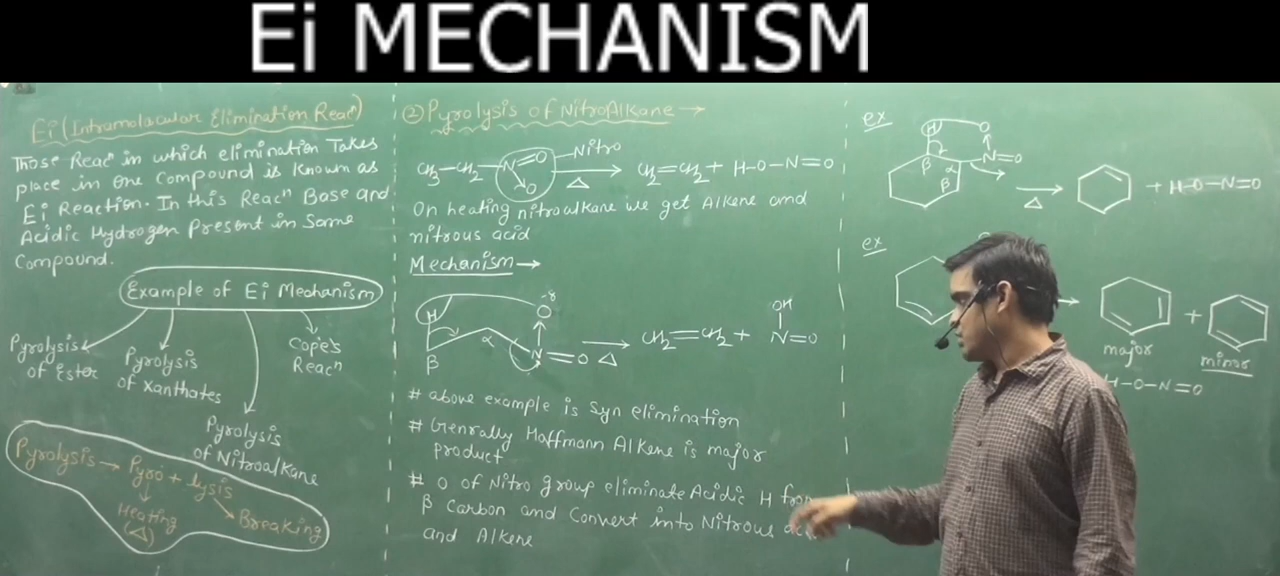 Ei MECHANISM
Ei (Intramolacular Elimination Reacⁿ)
Those Reacⁿ in which elimination Takes
place in one Compound is Known as
Ei Reaction. In this Reacⁿ Base and
Acidic Hydrogen Present in Same
Compound.
Example of Ei Mechanism
Pyrolysis
of Ester
Pyrolysis
of Xanthates
Pyrolysis
of Nitroalkane
Cope's
Reacⁿ
Pyrolysis → Pyro + lysis
Heating
(△)
Breaking
② Pyrolysis of NitroAlkane →
CH₃-CH₂-N=O
O
Nitro
△
CH₂=CH₂ + H-O-N=O
On heating nitroalkane we get Alkene and
nitrous acid
Mechanism →
H
O
β
α
N=O
△
CH₂=CH₂ +
OH
N=O
# above example is Syn elimination
# Genrally Hoffmann Alkene is major
product
# O of Nitro group eliminate Acidic H from
β Carbon and Convert into Nitrous
and Alkene
ex
H
O
β
α
N=O
β
△
+ H-O-N=O
ex
+
major
minor
H-O-N=O